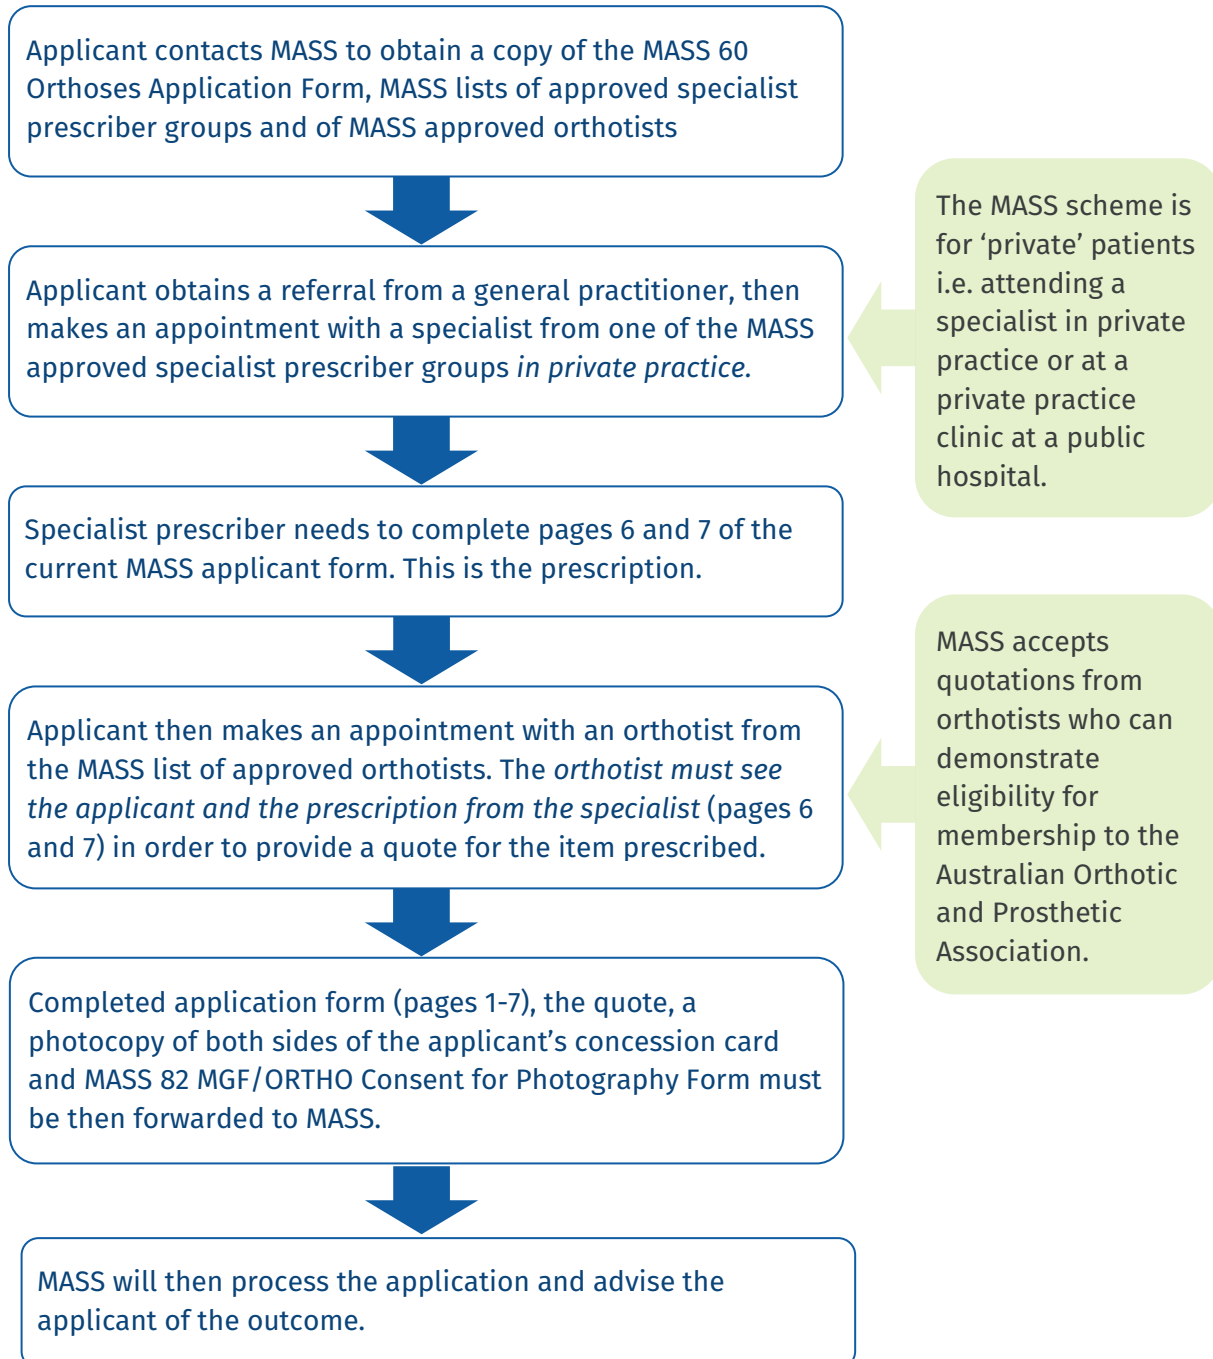 Applicant contacts MASS to obtain a copy of the MASS 60
Orthoses Application Form, MASS lists of approved specialist
prescriber groups and of MASS approved orthotists
Applicant obtains a referral from a general practitioner, then
makes an appointment with a specialist from one of the MASS
approved specialist prescriber groups in private practice.
The MASS scheme is
for ‘private’ patients
i.e. attending a
specialist in private
practice or at a
private practice
clinic at a public
hospital.
Specialist prescriber needs to complete pages 6 and 7 of the
current MASS applicant form. This is the prescription.
Applicant then makes an appointment with an orthotist from
the MASS list of approved orthotists. The orthotist must see
the applicant and the prescription from the specialist (pages 6
and 7) in order to provide a quote for the item prescribed.
MASS accepts
quotations from
orthotists who can
demonstrate
eligibility for
membership to the
Australian Orthotic
and Prosthetic
Association.
Completed application form (pages 1-7), the quote, a
photocopy of both sides of the applicant’s concession card
and MASS 82 MGF/ORTHO Consent for Photography Form must
be then forwarded to MASS.
MASS will then process the application and advise the
applicant of the outcome.